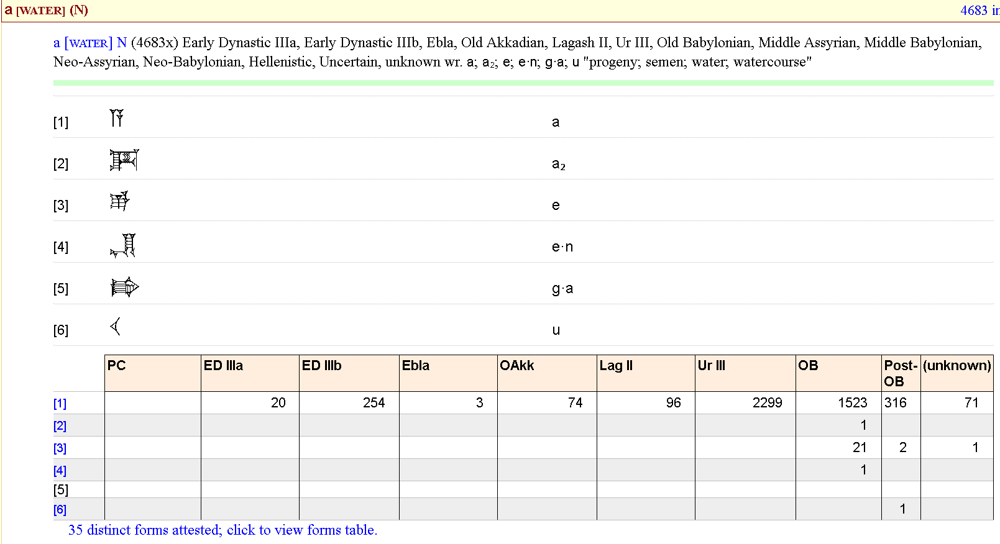 a [WATER] (N) 4683 in
a [WATER] N (4683x) Early Dynastic IIIa, Early Dynastic IIIb, Ebla, Old Akkadian, Lagash II, Ur III, Old Babylonian, Middle Assyrian, Middle Babylonian,
Neo-Assyrian, Neo-Babylonian, Hellenistic, Uncertain, unknown wr. a; a₂; e; e·n; g·a; u "progeny; semen; water; watercourse"
[1] 𒀀 a
[2] a₂
[3] 𒂊 e
[4] e·n
[5] 𒂵 g·a
[6] 𒌋 u
PC ED IIIa ED IIIb Ebla OAkk Lag II Ur III OB Post-OB (unknown)
[1] 20 254 3 74 96 2299 1523 316 71
[2] 1
[3] 21 2 1
[4] 1
[5]
[6] 1
35 distinct forms attested; click to view forms table.